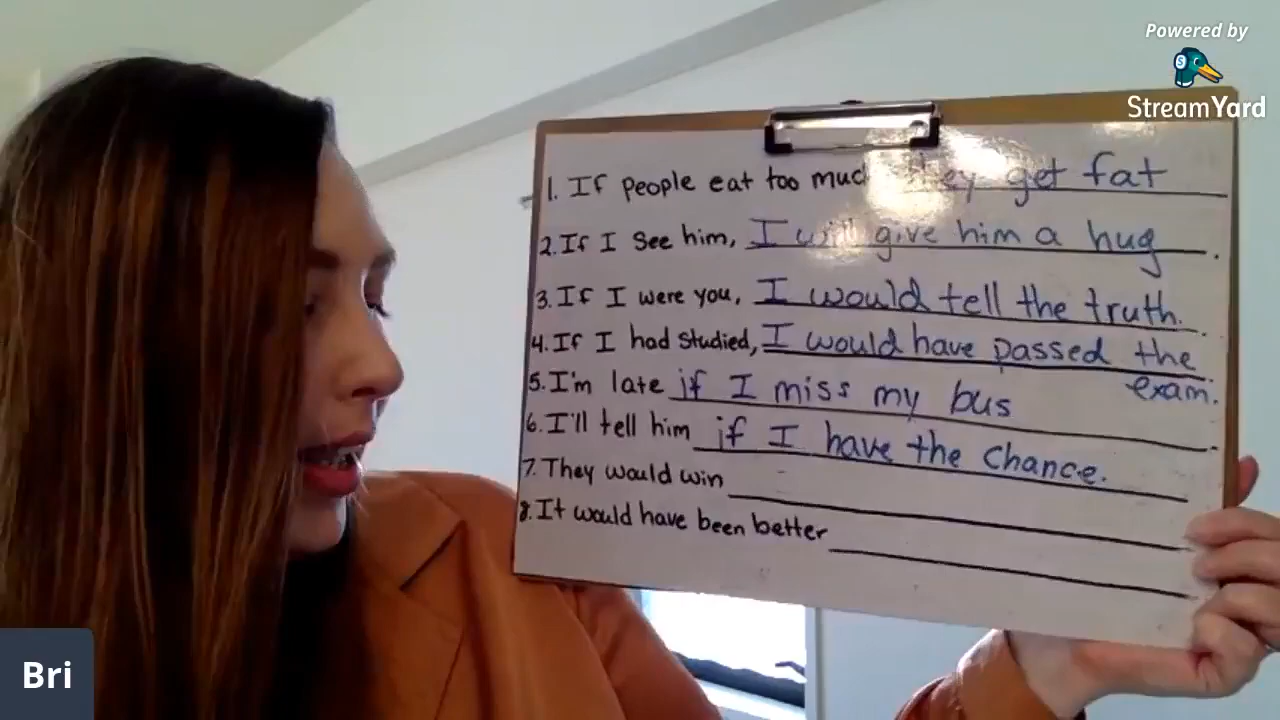 Powered by
StreamYard
1. If people eat too much they get fat
2. If I see him, I will give him a hug.
3. If I were you, I would tell the truth.
4. If I had studied, I would have passed the
exam.
5. I'm late if I miss my bus
6. I'll tell him if I have the chance.
7. They would win
8. It would have been better
Bri